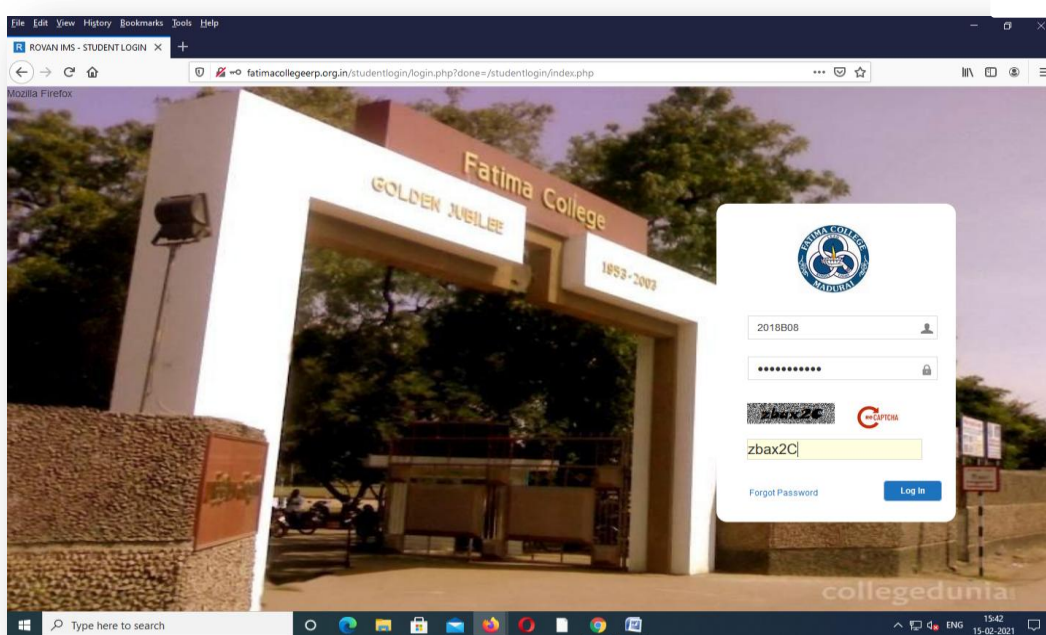 File Edit View History Bookmarks Tools Help
R ROVAN IMS - STUDENT LOGIN
fatimacollegeerp.org.in/studentlogin/login.php?done=/studentlogin/index.php
Mozilla Firefox
Fatima College
GOLDEN JUBILEE
1953-2003
FATIMA COLLEGE
MADURAI
2018B08
•••••••••••
zbax2C
CAPTCHA
zbax2C
Forgot Password
Log In
collegedunia
Type here to search
ENG
15:42
15-02-2021